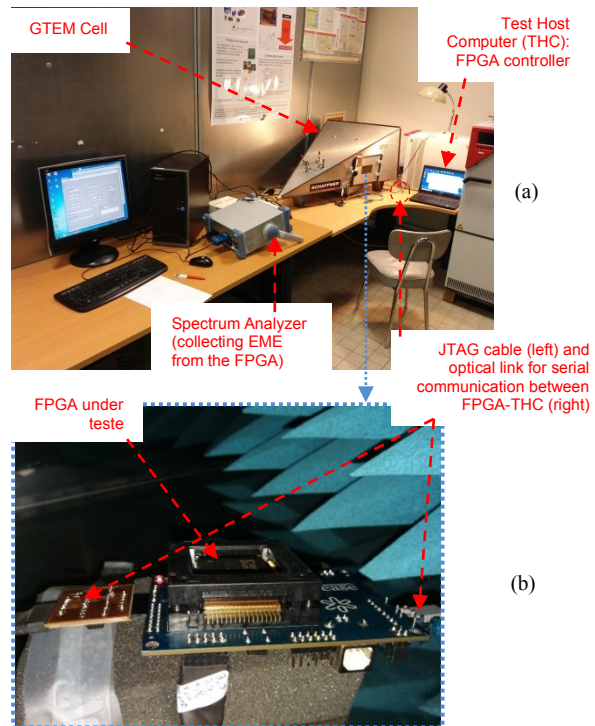 GTEM Cell
Test Host
Computer (THC):
FPGA controller
SCHAFFNER
(a)
Spectrum Analyzer
(collecting EME
from the FPGA)
JTAG cable (left) and
optical link for serial
communication between
FPGA-THC (right)
FPGA under
teste
(b)